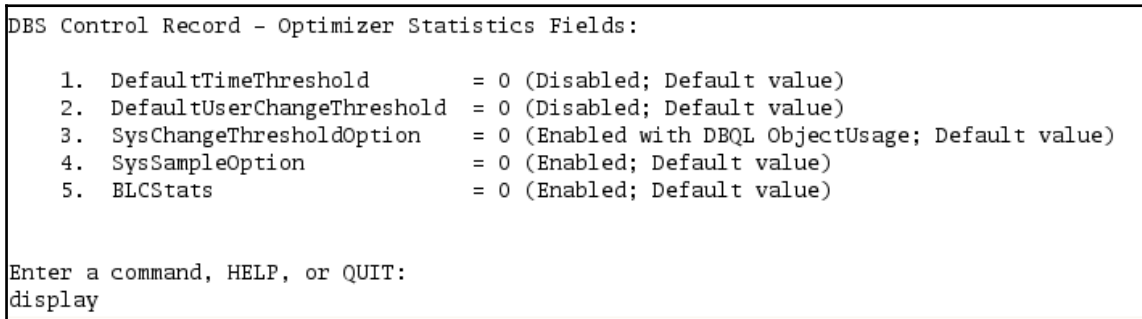 DBS Control Record – Optimizer Statistics Fields:
1. DefaultTimeThreshold = 0 (Disabled; Default value)
2. DefaultUserChangeThreshold = 0 (Disabled; Default value)
3. SysChangeThresholdOption = 0 (Enabled with DBQL ObjectUsage; Default value)
4. SysSampleOption = 0 (Enabled; Default value)
5. BLCStats = 0 (Enabled; Default value)
Enter a command, HELP, or QUIT:
display